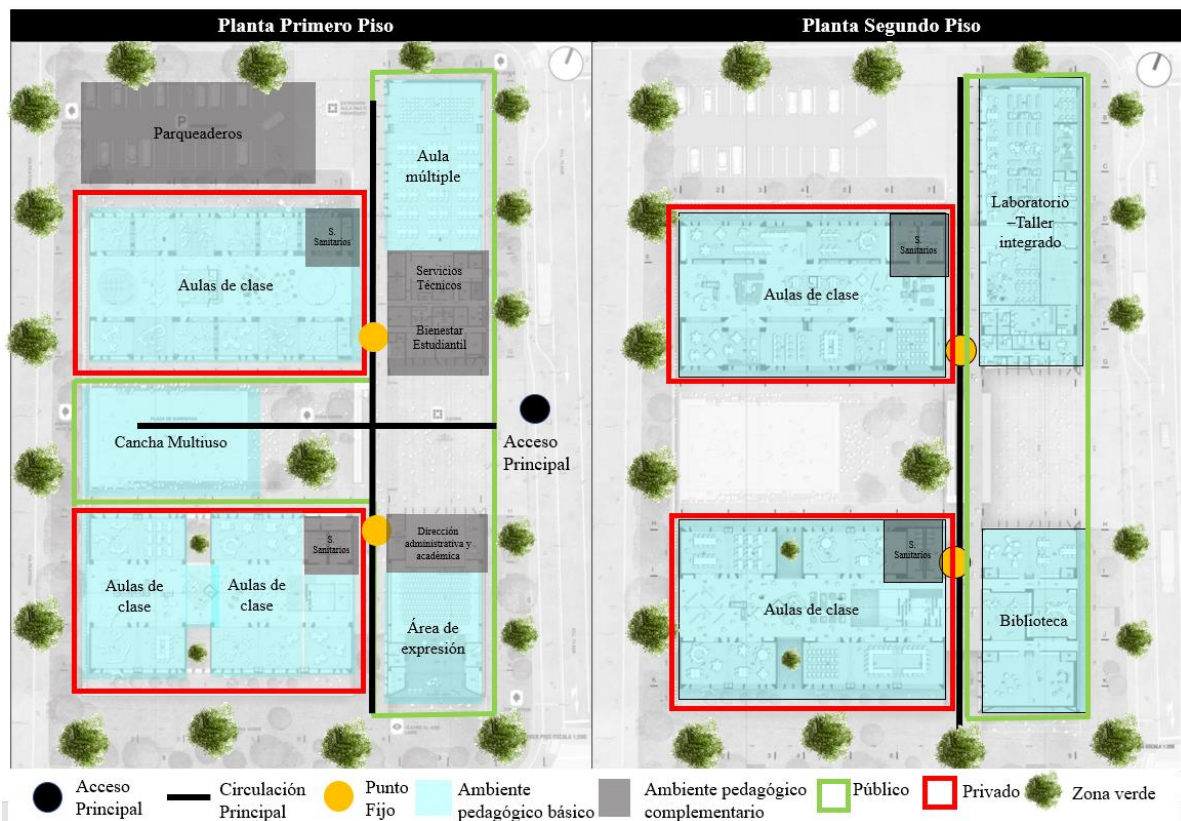 Planta Primero Piso
Planta Segundo Piso
P
Parqueaderos
Aula
múltiple
S.
Sanitarios
Aulas de clase
Servicios
Técnicos
Bienestar
Estudiantil
Cancha Multiuso
Acceso
Principal
S.
Sanitarios
Aulas de
clase
Aulas de
clase
Dirección
administrativa y
académica
Área de
expresión
Laboratorio
–Taller
integrado
S.
Sanitarios
Aulas de clase
S.
Sanitarios
Aulas de clase
Biblioteca
Acceso
Principal
Circulación
Principal
Punto
Fijo
Ambiente
pedagógico básico
Ambiente pedagógico
complementario
Público
Privado
Zona verde